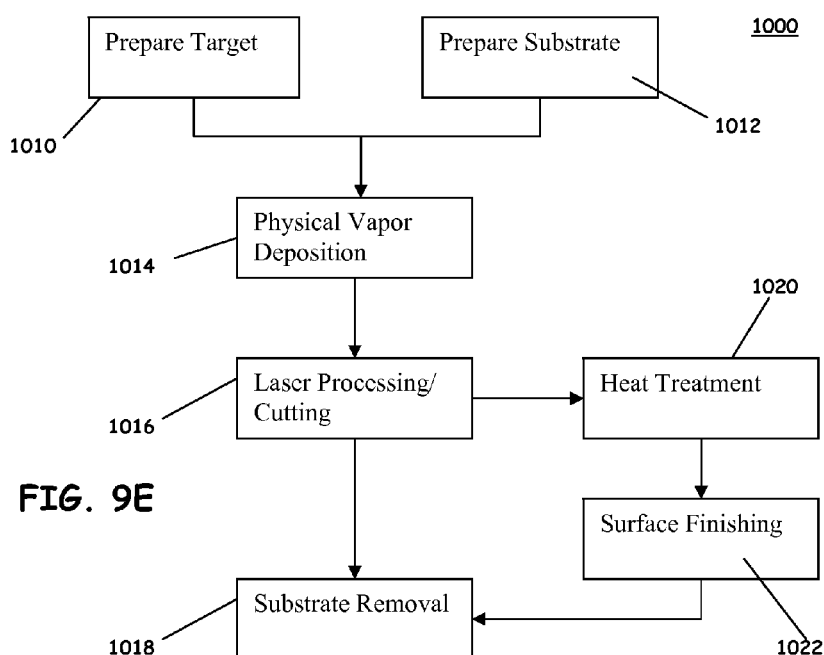 Prepare Target
Prepare Substrate
1000
1010
1012
Physical Vapor
Deposition
1014
1020
Laser Processing/
Cutting
Heat Treatment
1016
FIG. 9E
Surface Finishing
Substrate Removal
1018
1022